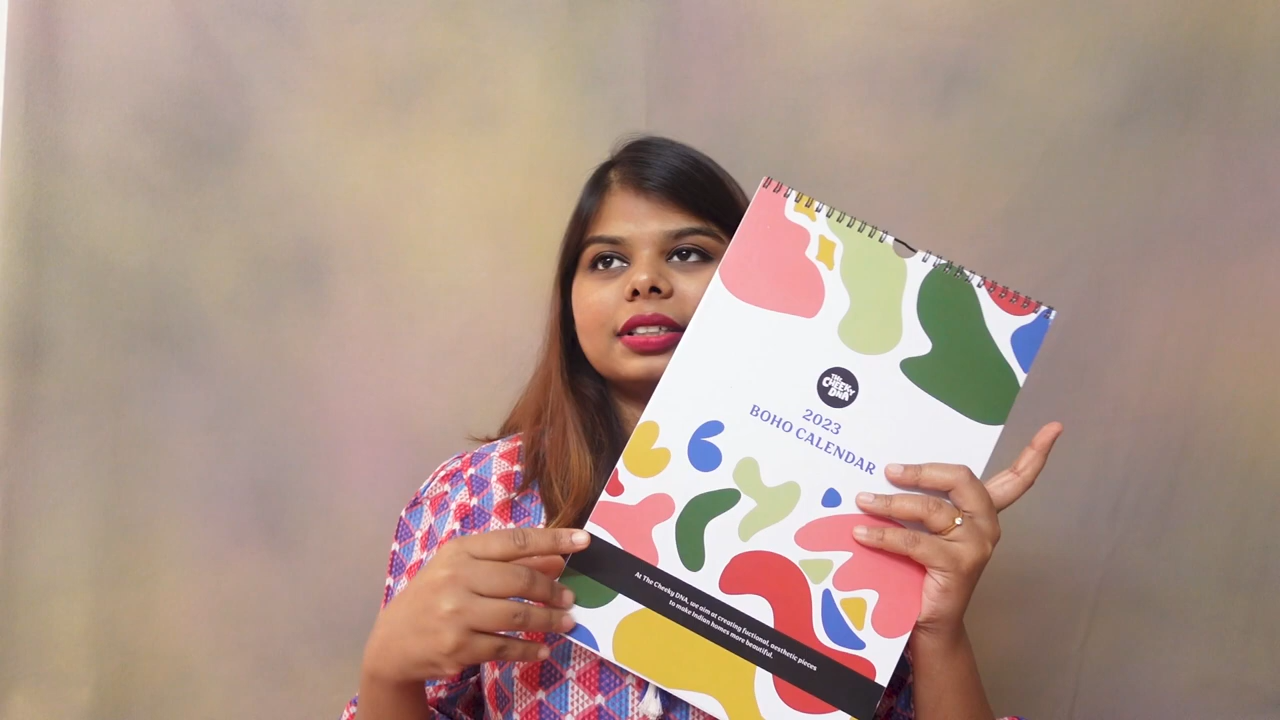 THE
CHEEKY
DNA
2023
BOHO CALENDAR
At The Cheeky DNA, we aim at creating fuctional, aesthetic pieces
to make Indian homes more beautiful.